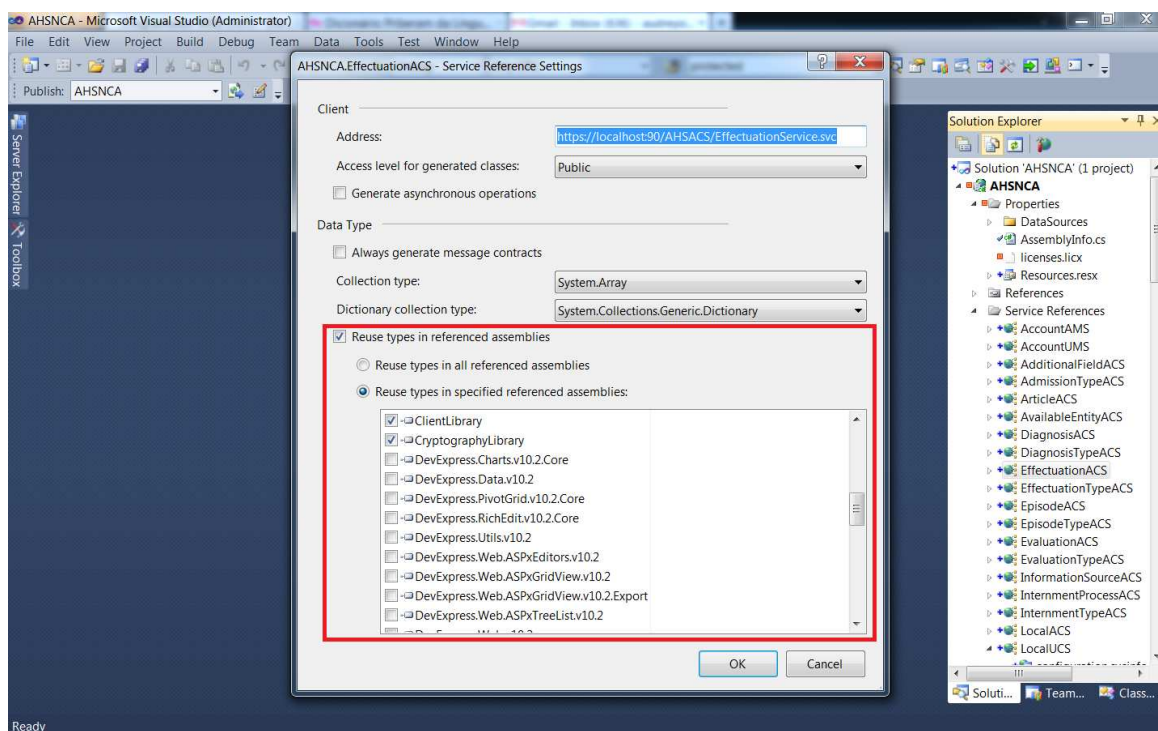 AHSNCA - Microsoft Visual Studio (Administrator)
File Edit View Project Build Debug Team Data Tools Test Window Help
Publish: AHSNCA
Server Explorer
Toolbox
AHSNCA.EffectuationACS - Service Reference Settings
Client
Address: https://localhost:90/AHSACS/EffectuationService.svc
Access level for generated classes: Public
Generate asynchronous operations
Data Type
Always generate message contracts
Collection type: System.Array
Dictionary collection type: System.Collections.Generic.Dictionary
Reuse types in referenced assemblies
Reuse types in all referenced assemblies
Reuse types in specified referenced assemblies:
ClientLibrary
CryptographyLibrary
DevExpress.Charts.v10.2.Core
DevExpress.Data.v10.2
DevExpress.PivotGrid.v10.2.Core
DevExpress.RichEdit.v10.2.Core
DevExpress.Utils.v10.2
DevExpress.Web.ASPxEditors.v10.2
DevExpress.Web.ASPxGridView.v10.2
DevExpress.Web.ASPxGridView.v10.2.Export
DevExpress.Web.ASPxTreeList.v10.2
OK Cancel
Solution Explorer
Solution 'AHSNCA' (1 project)
AHSNCA
Properties
DataSources
AssemblyInfo.cs
licenses.licx
Resources.resx
References
Service References
AccountAMS
AccountUMS
AdditionalFieldACS
AdmissionTypeACS
ArticleACS
AvailableEntityACS
DiagnosisACS
DiagnosisTypeACS
EffectuationACS
EffectuationTypeACS
EpisodeACS
EpisodeTypeACS
EvaluationACS
EvaluationTypeACS
InformationSourceACS
InternmentProcessACS
InternmentTypeACS
LocalACS
LocalUCS
Soluti... Team... Class...
Ready